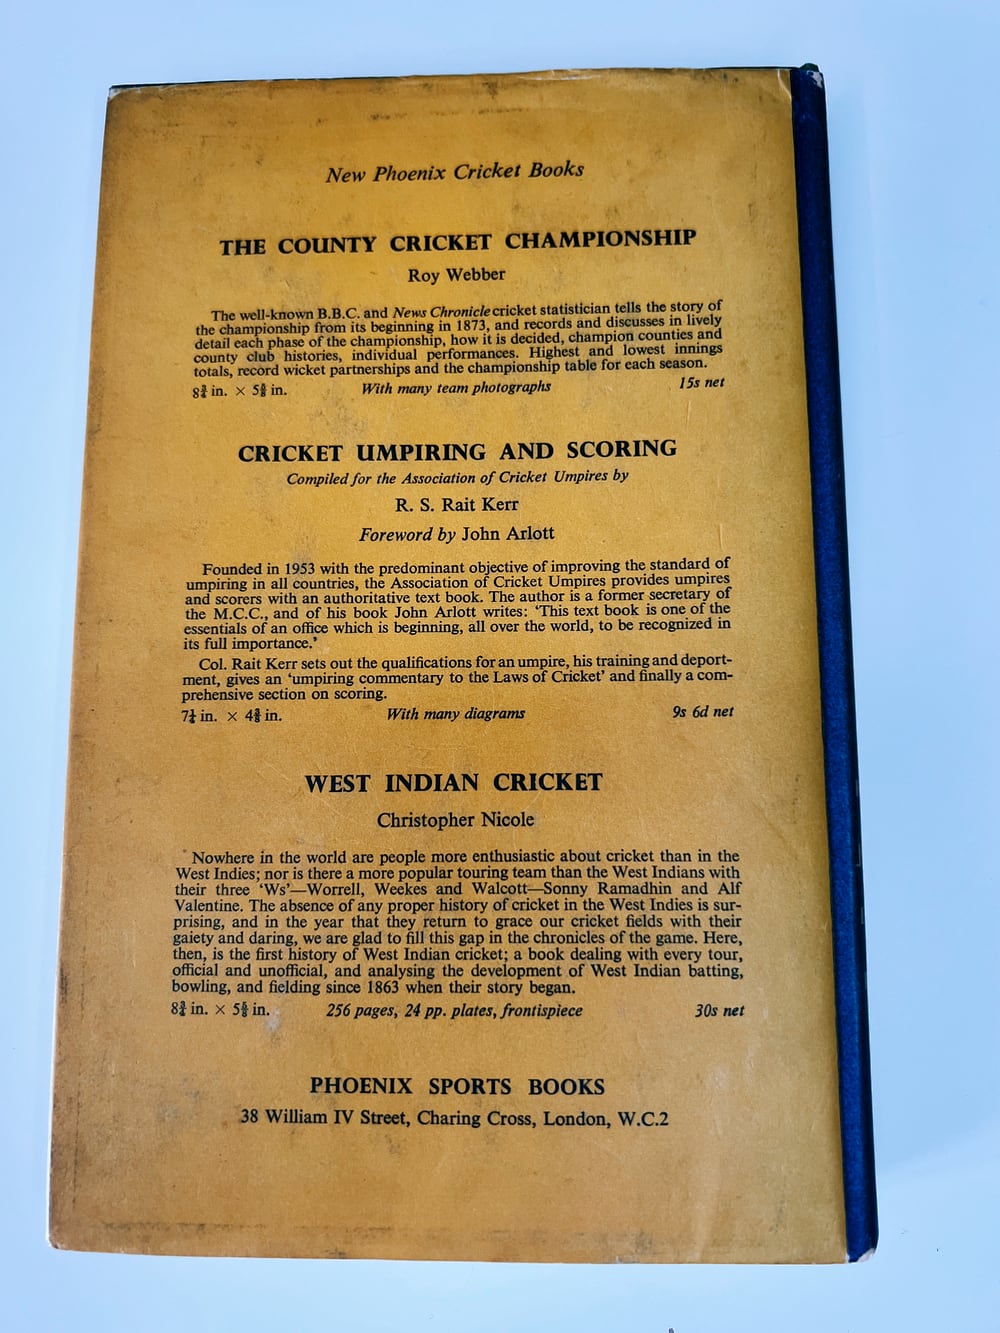 New Phoenix Cricket Books
THE COUNTY CRICKET CHAMPIONSHIP
Roy Webber
The well-known B.B.C. and News Chronicle cricket statistician tells the story of
the championship from its beginning in 1873, and records and discusses in lively
detail each phase of the championship, how it is decided, champion counties and
county club histories, individual performances. Highest and lowest innings
totals, record wicket partnerships and the championship table for each season.
8¾ in. × 5⅝ in. With many team photographs 15s net
CRICKET UMPIRING AND SCORING
Compiled for the Association of Cricket Umpires by
R. S. Rait Kerr
Foreword by John Arlott
Founded in 1953 with the predominant objective of improving the standard of
umpiring in all countries, the Association of Cricket Umpires provides umpires
and scorers with an authoritative text book. The author is a former secretary of
the M.C.C., and of his book John Arlott writes: ‘This text book is one of the
essentials of an office which is beginning, all over the world, to be recognized in
its full importance.’
Col. Rait Kerr sets out the qualifications for an umpire, his training and deport-
ment, gives an ‘umpiring commentary to the Laws of Cricket’ and finally a com-
prehensive section on scoring.
in. × in. With many diagrams 9s 6d net
WEST INDIAN CRICKET
Christopher Nicole
Nowhere in the world are people more enthusiastic about cricket than in the
West Indies; nor is there a more popular touring team than the West Indians with
their three ‘Ws’—Worrell, Weekes and Walcott—Sonny Ramadhin and Alf
Valentine. The absence of any proper history of cricket in the West Indies is sur-
prising, and in the year that they return to grace our cricket fields with their
gaiety and daring, we are glad to fill this gap in the chronicles of the game. Here,
then, is the first history of West Indian cricket; a book dealing with every tour,
official and unofficial, and analysing the development of West Indian batting,
bowling, and fielding since 1863 when their story began.
8¾ in. × 5⅝ in. 256 pages, 24 pp. plates, frontispiece 30s net
PHOENIX SPORTS BOOKS
38 William IV Street, Charing Cross, London, W.C.2